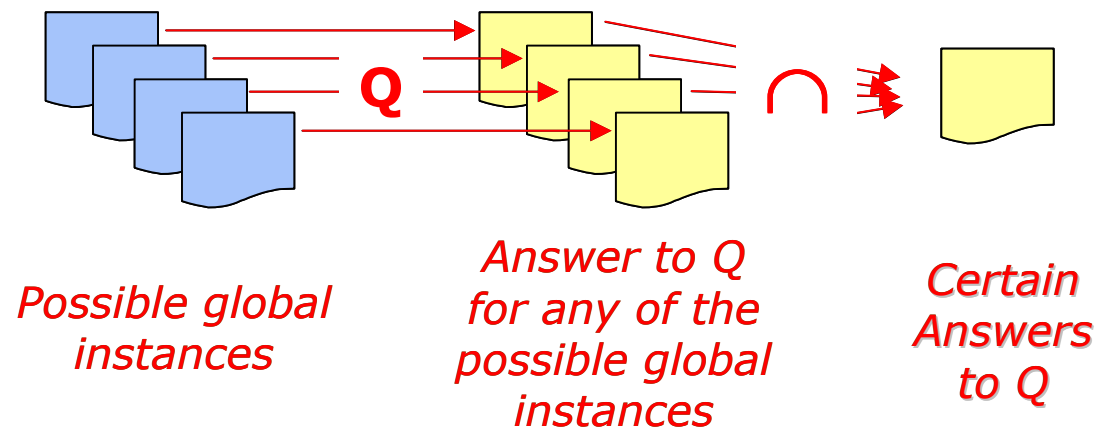 Q
∩
Possible global
instances
Answer to Q
for any of the
possible global
instances
Certain
Answers
to Q